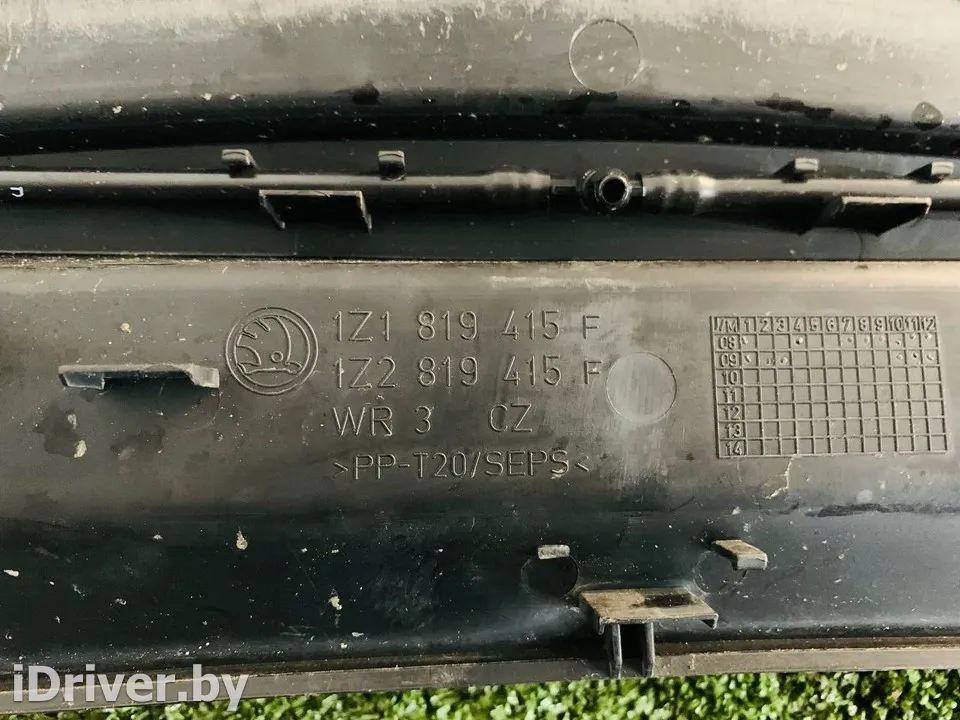 1Z1 819 415 F
1Z2 819 415 F
WR 3 CZ
>PP-T20/SEPS<
/M 1 2 3 4 5 6 7 8 9 10 11 12
08
09
10
11
12
13
14
iDriver.by